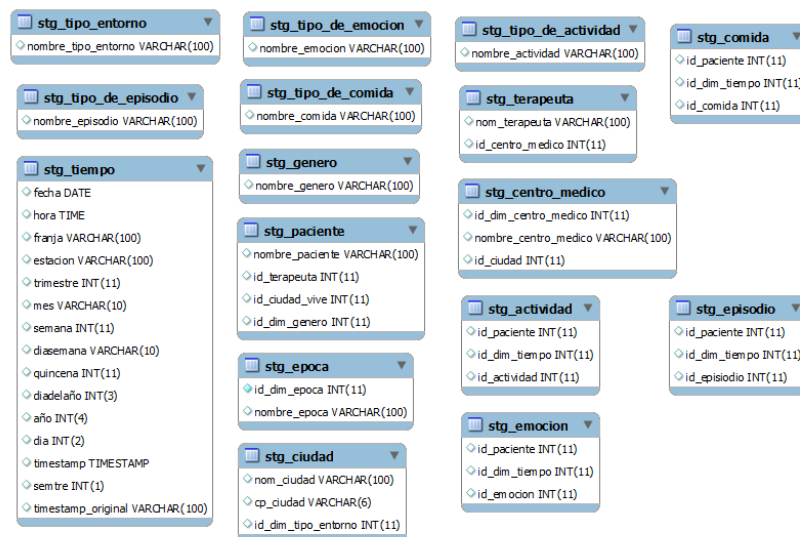 stg_tipo_entorno
nombre_tipo_entorno VARCHAR(100)
stg_tipo_de_episodio
nombre_episodio VARCHAR(100)
stg_tiempo
fecha DATE
hora TIME
franja VARCHAR(100)
estacion VARCHAR(100)
trimestre INT(11)
mes VARCHAR(10)
semana INT(11)
diasemana VARCHAR(10)
quincena INT(11)
diadelaño INT(3)
año INT(4)
dia INT(2)
timestamp TIMESTAMP
semtre INT(1)
timestamp_original VARCHAR(100)
stg_tipo_de_emocion
nombre_emocion VARCHAR(100)
stg_tipo_de_comida
nombre_comida VARCHAR(100)
stg_genero
nombre_genero VARCHAR(100)
stg_paciente
nombre_paciente VARCHAR(100)
id_terapeuta INT(11)
id_ciudad_vive INT(11)
id_dim_genero INT(11)
stg_epoca
id_dim_epoca INT(11)
nombre_epoca VARCHAR(100)
stg_ciudad
nom_ciudad VARCHAR(100)
cp_ciudad VARCHAR(6)
id_dim_tipo_entorno INT(11)
stg_tipo_de_actividad
nombre_actividad VARCHAR(100)
stg_terapeuta
nom_terapeuta VARCHAR(100)
id_centro_medico INT(11)
stg_centro_medico
id_dim_centro_medico INT(11)
nombre_centro_medico VARCHAR(100)
id_ciudad INT(11)
stg_actividad
id_paciente INT(11)
id_dim_tiempo INT(11)
id_actividad INT(11)
stg_emocion
id_paciente INT(11)
id_dim_tiempo INT(11)
id_emocion INT(11)
stg_comida
id_paciente INT(11)
id_dim_tiempo INT(11)
id_comida INT(11)
stg_episodio
id_paciente INT(11)
id_dim_tiempo INT(11)
id_episiodio INT(11)